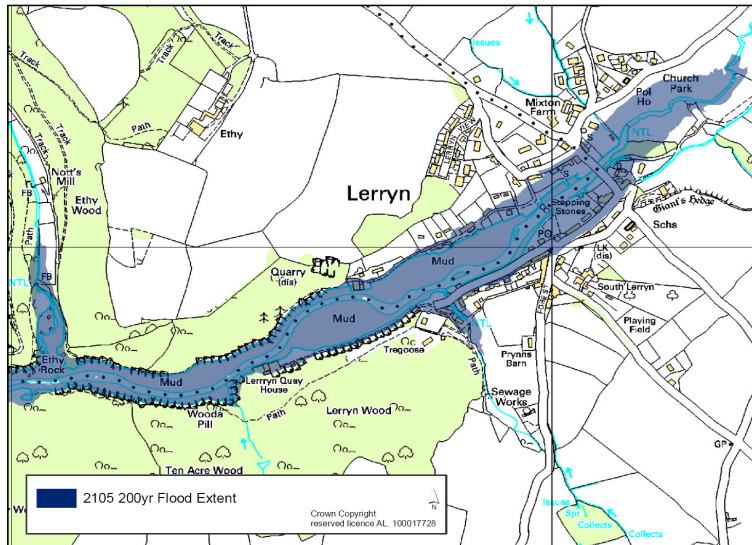 Track
Track
Issues
Church
Park
Pol
Ho
Mixton
Farm
Path
Ethy
NTL
Track
Nott's
Mill
FB
Ethy
Wood
Path
Lerryn
S
S
Stepping
Stones
Giant's Hedge
Schs
PO
LK
(dis)
Mud
Quarry
(dis)
NTL
FB
South Lerryn
Mud
Playing
Field
Tregoose
Prynns
Barn
Path
Ethy
Rock
Mud
Lerrryn Quay
House
Sewage
Works
Wooda
Pill
Path
Lerryn Wood
GP
Ten Acre Wood
Issues
Spr
Collects
Collects
2105 200yr Flood Extent
Crown Copyright
reserved licence AL. 100017728
N